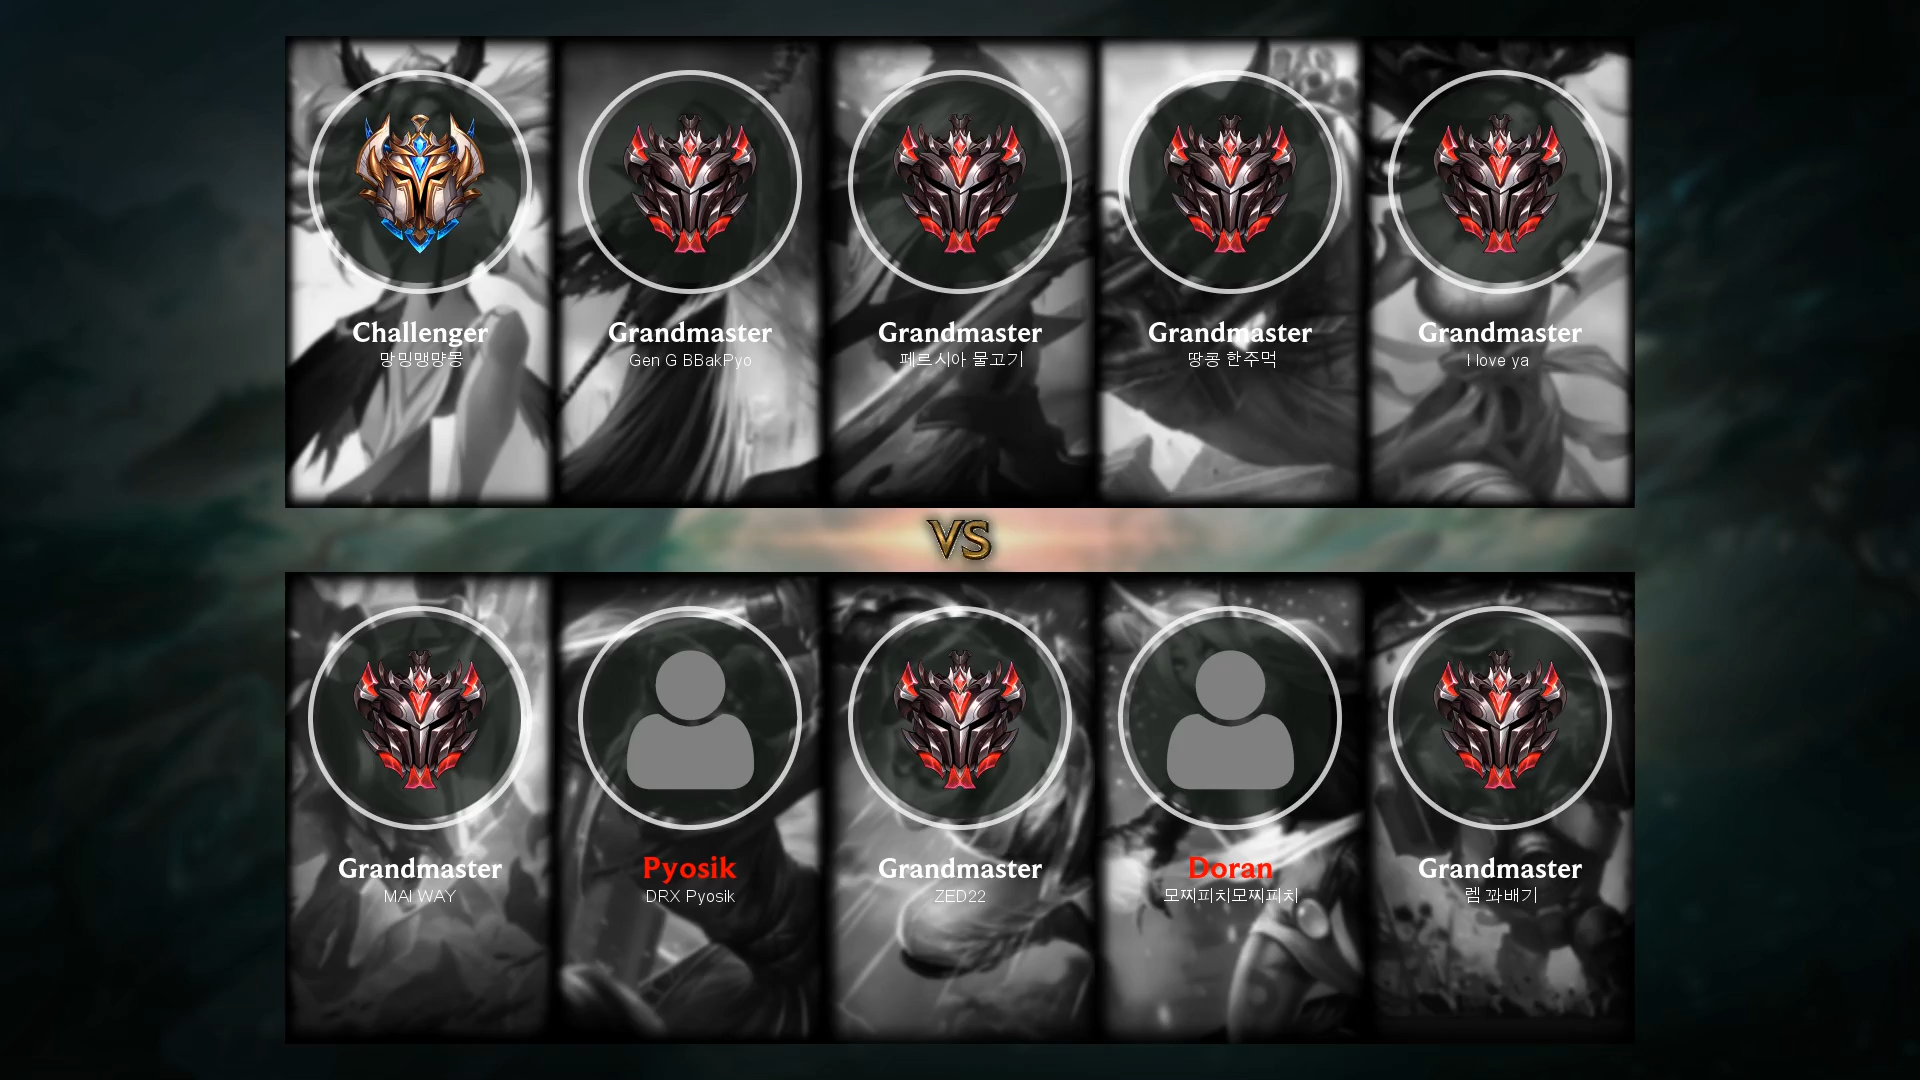 Challenger
망밍맹먕몽
Grandmaster
Gen G BBakPyo
Grandmaster
페르시아 물고기
Grandmaster
땅콩 한주먹
Grandmaster
I love ya
VS
Grandmaster
MAI WAY
Pyosik
DRX Pyosik
Grandmaster
ZED22
Doran
모찌피치모찌피치
Grandmaster
렘 꽈배기